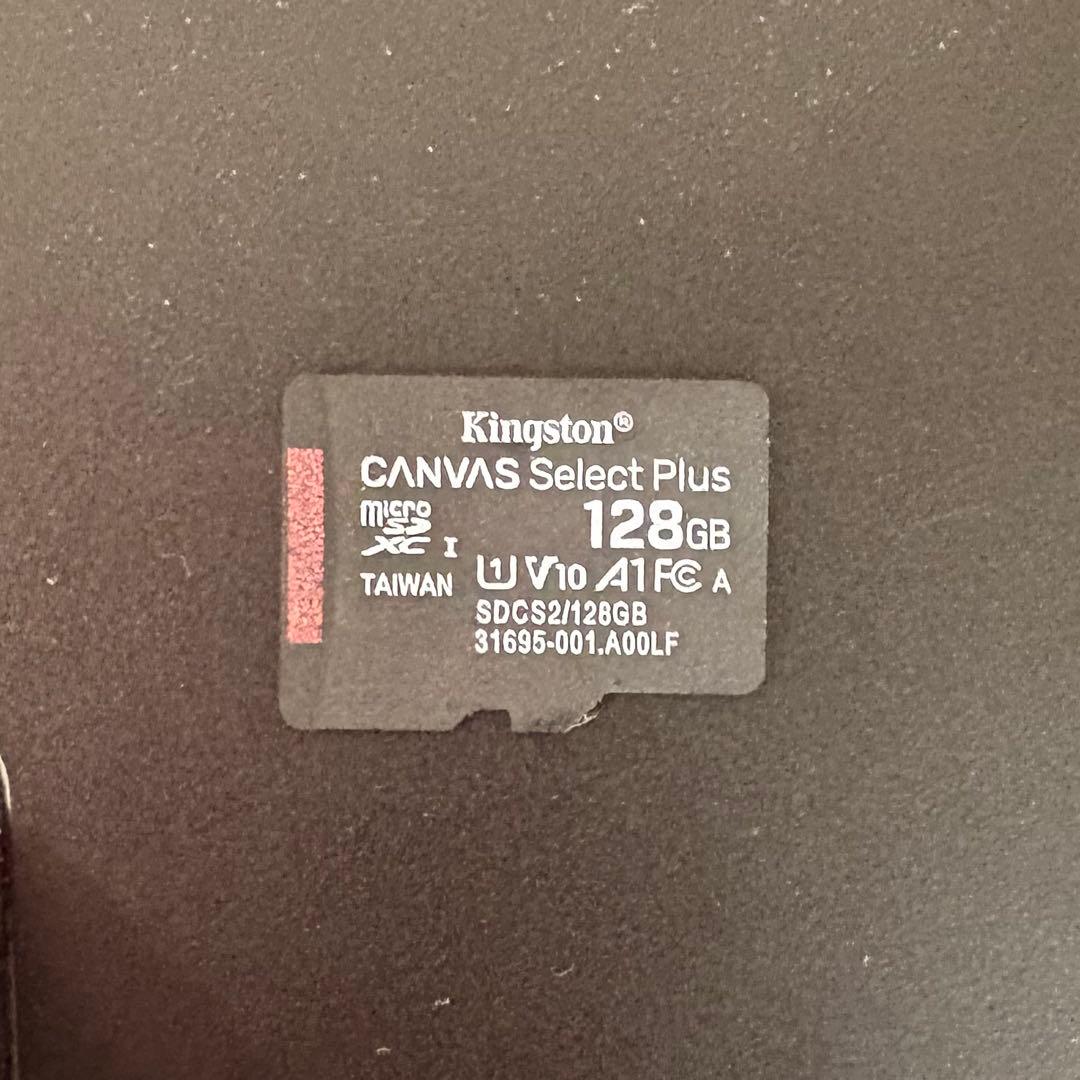 Kingston®
CANVAS Select Plus
micro SD XC I
128GB
TAIWAN
U1 V10 A1 FC A
SDCS2/128GB
31695-001.A00LF